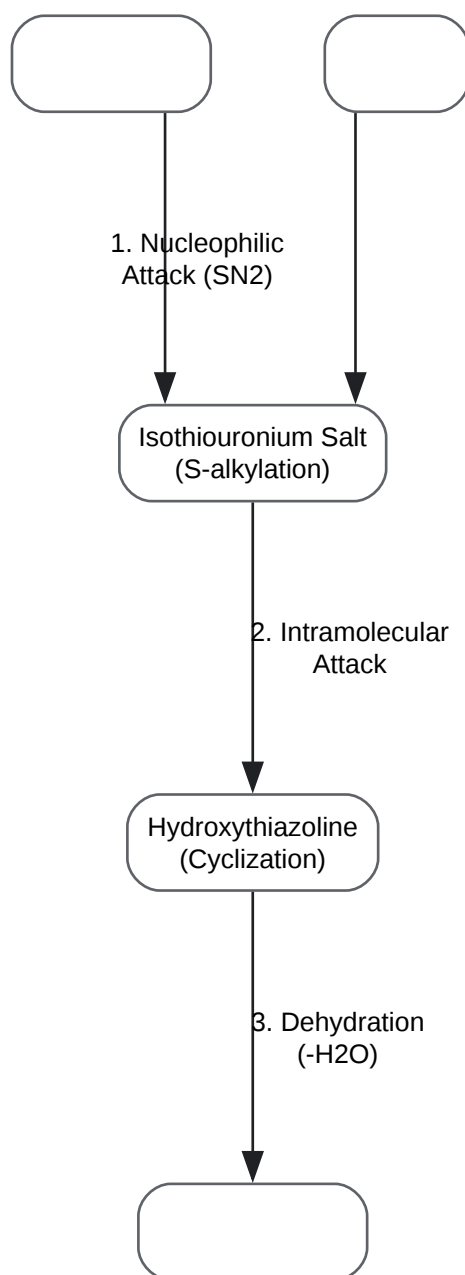 1. Nucleophilic
Attack (SN2)
Isothiouronium Salt
(S-alkylation)
2. Intramolecular
Attack
Hydroxythiazoline
(Cyclization)
3. Dehydration
(-H2O)